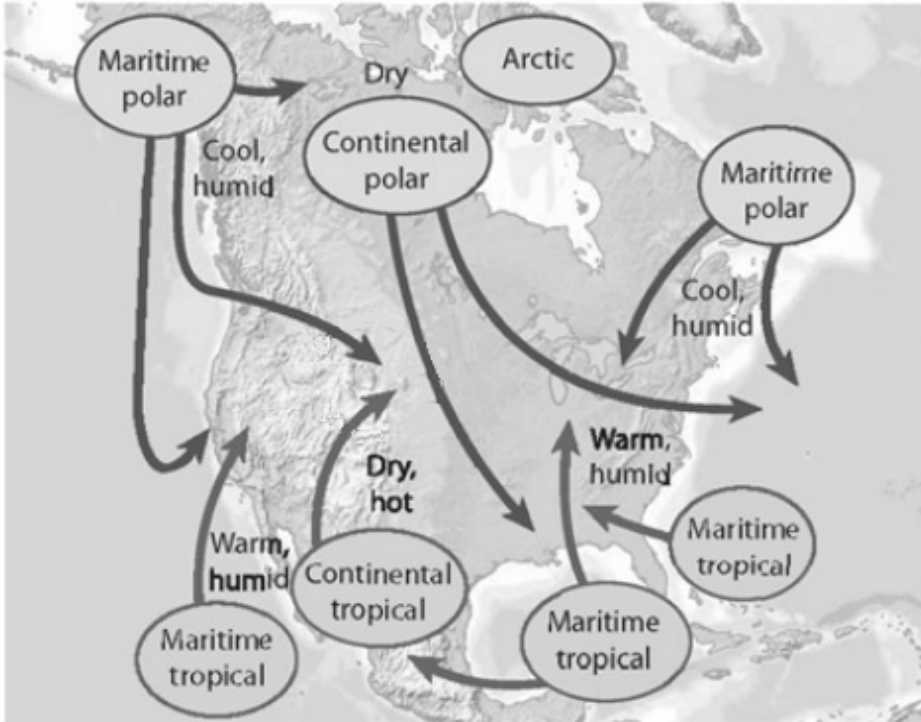 Maritime
polar
Dry
Arctic
Cool,
humid
Continental
polar
Maritime
polar
Cool,
humid
Warm,
humid
Dry,
hot
Maritime
tropical
Warm,
humid
Continental
tropical
Maritime
tropical
Maritime
tropical